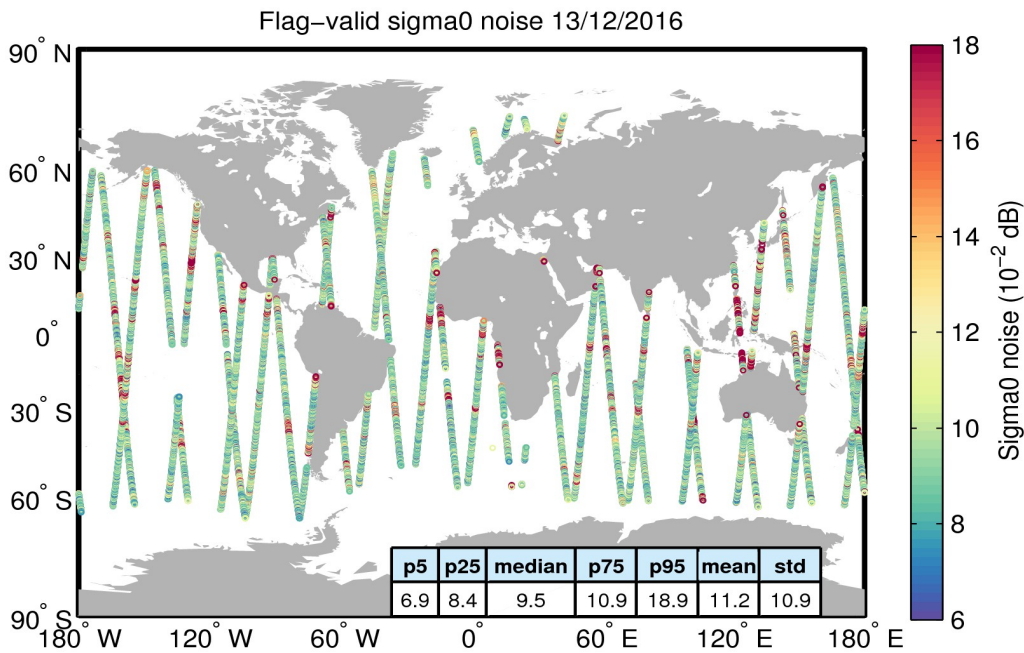 Flag-valid sigma0 noise 13/12/2016
90° N
60° N
30° N
0°
30° S
60° S
90° S
180° W
120° W
60° W
0°
60° E
120° E
180° E
p5 p25 median p75 p95 mean std
6.9 8.4 9.5 10.9 18.9 11.2 10.9
18
16
14
12
10
8
6
Sigma0 noise (10⁻² dB)